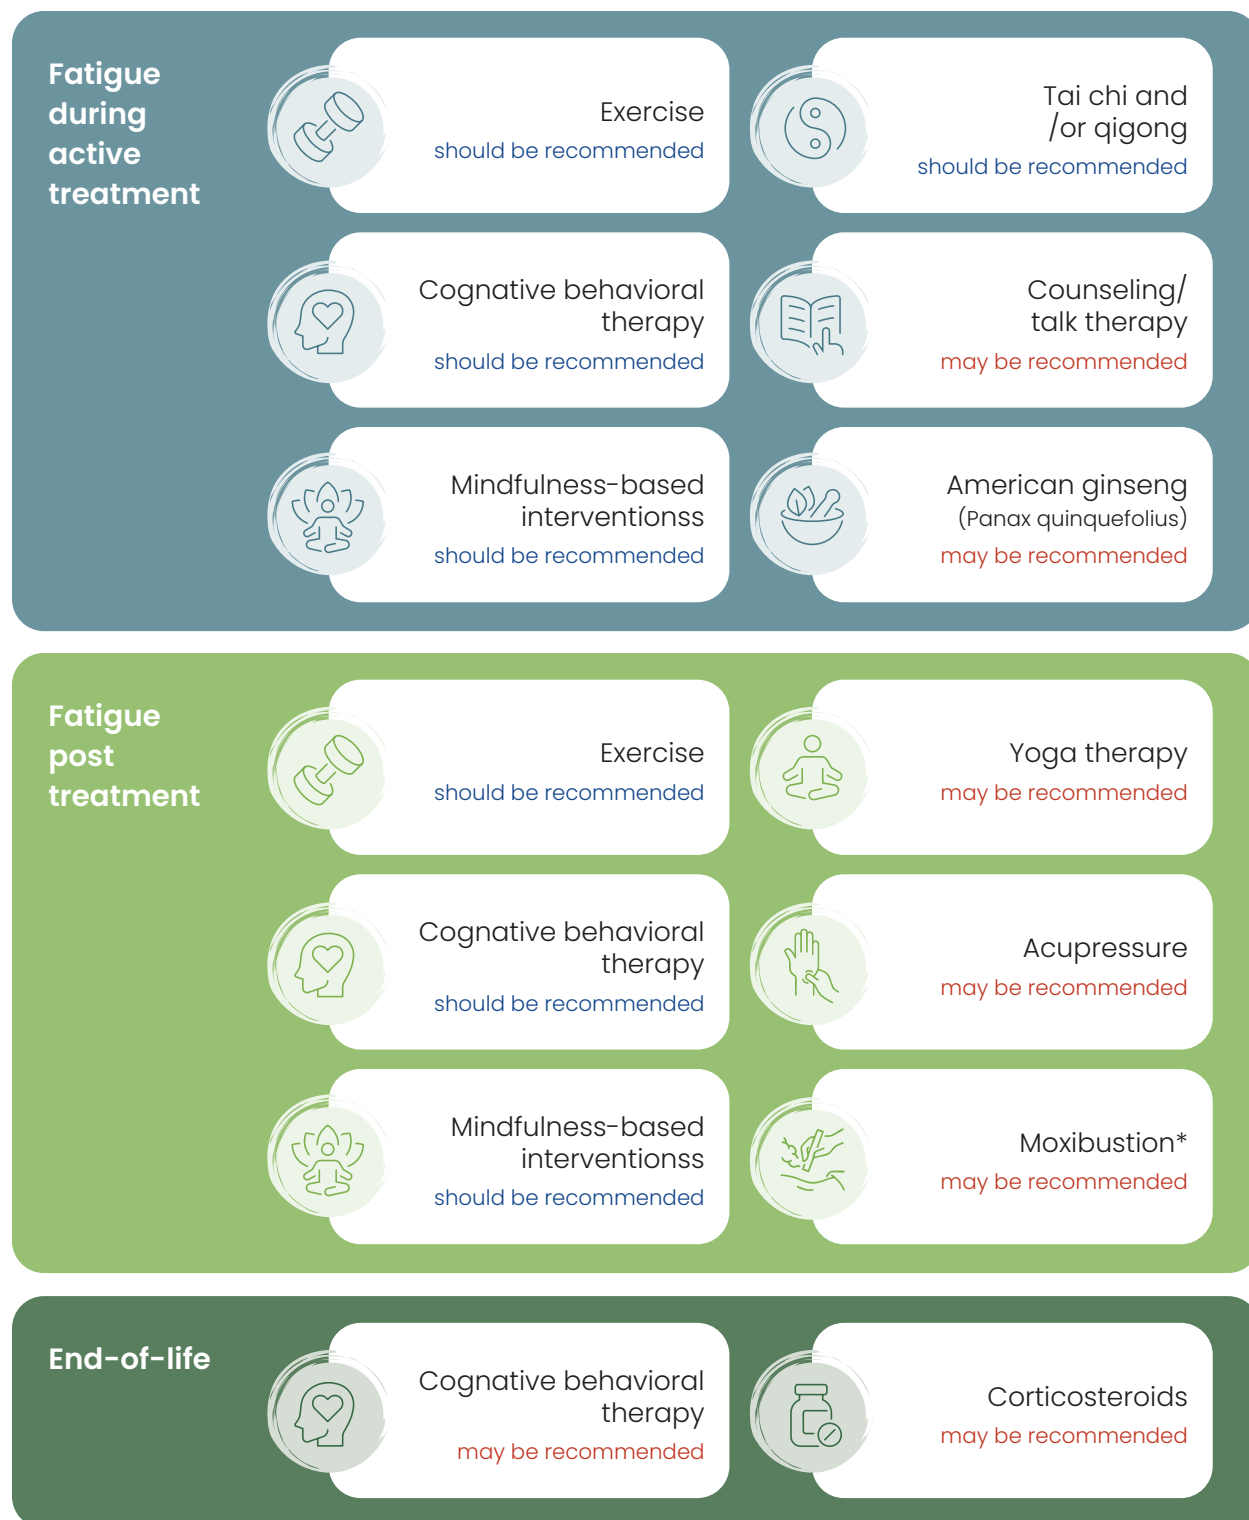 Fatigue
during
active
treatment
Exercise
should be recommended
Tai chi and
/or qigong
should be recommended
Cognative behavioral
therapy
should be recommended
Counseling/
talk therapy
may be recommended
Mindfulness-based
interventionss
should be recommended
American ginseng
(Panax quinquefolius)
may be recommended
Fatigue
post
treatment
Exercise
should be recommended
Yoga therapy
may be recommended
Cognative behavioral
therapy
should be recommended
Acupressure
may be recommended
Mindfulness-based
interventionss
should be recommended
Moxibustion*
may be recommended
End-of-life
Cognative behavioral
therapy
may be recommended
Corticosteroids
may be recommended